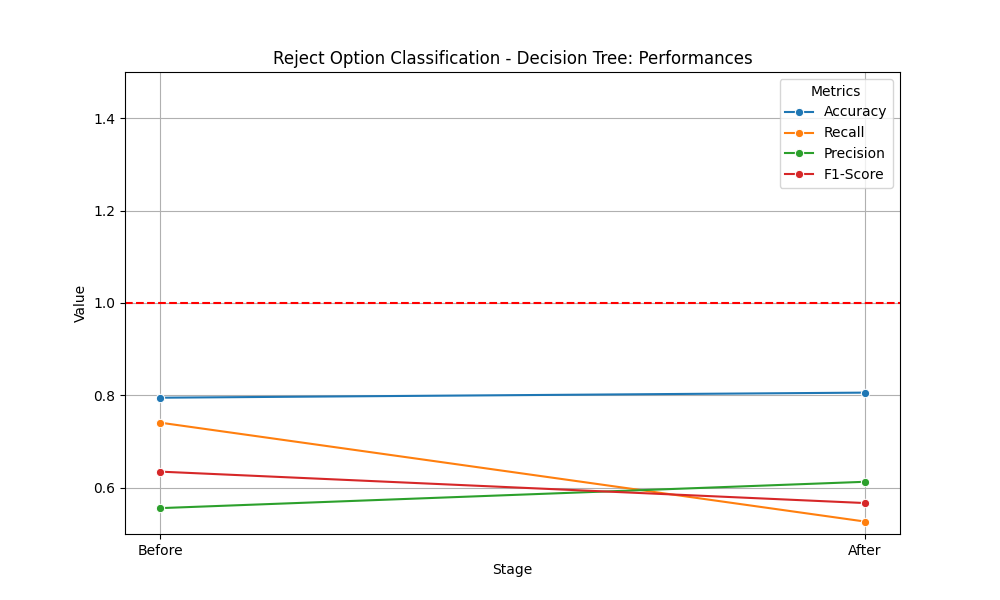 Reject Option Classification - Decision Tree: Performances
Metrics
Accuracy
Recall
Precision
F1-Score
1.4
1.2
1.0
0.8
0.6
Value
Before
After
Stage